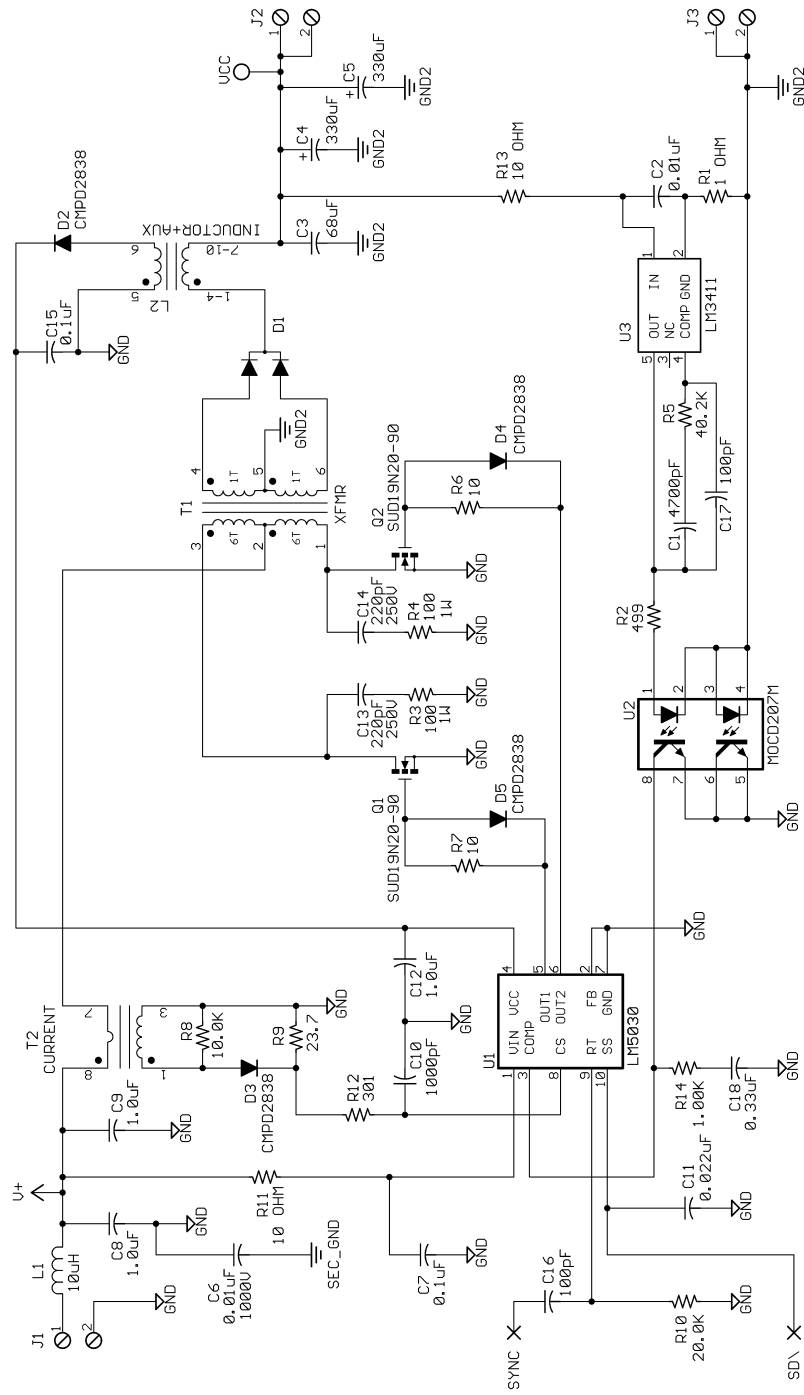 J1
1
2
L1
10uH
GND
V+
C8
1.0uF
GND
C6
0.01uF
1000V
SEC_GND
C9
1.0uF
GND
T2
CURRENT
8
7
1
3
R8
10.0K
D3
CMPD2838
R9
23.7
GND
R12
301
R11
10 OHM
C7
0.1uF
GND
C10
1000pF
GND
C12
1.0uF
U1
1
VIN
VCC
4
3
COMP
OUT1
5
OUT2
6
8
CS
9
RT
FB
2
10
SS
GND
7
LM5030
GND
SYNC
C16
100pF
R10
20.0K
GND
SD\
C11
0.022uF
GND
R14
1.00K
C18
0.33uF
GND
R7
10
D5
CMPD2838
Q1
SUD19N20-90
GND
C13
220pF
250V
R3
100
1W
GND
C14
220pF
250V
R4
100
1W
GND
Q2
SUD19N20-90
GND
R6
10
D4
CMPD2838
T1
3
4
6T
1T
2
5
6T
1T
1
6
XFMR
GND2
D1
C15
0.1uF
GND
L2
5
6
1-4
7-10
INDUCTOR+AUX
D2
CMPD2838
C3
68uF
GND2
+
C4
330uF
GND2
+
C5
330uF
GND2
VCC
J2
1
2
R13
10 OHM
C2
0.01uF
R1
1 OHM
U3
5
OUT
IN
1
3
NC
4
COMP
GND
2
LM3411
R5
40.2K
C1
4700pF
C17
100pF
R2
499
U2
8
1
7
2
6
3
5
4
MOCD207M
GND
J3
1
2
GND2